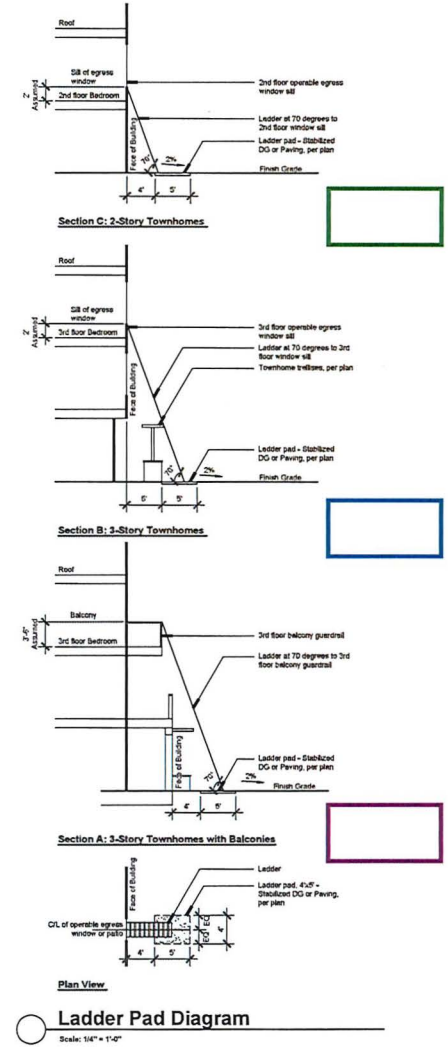 Roof
Sill of egress
window
2'
Assumed
2nd floor Bedroom
2nd floor operable egress
window sill
Ladder at 70 degrees to
2nd floor window sill
Face of Building
Ladder pad - Stabilized
DG or Paving, per plan
70°
2%
Finish Grade
4'
5'
Section C: 2-Story Townhomes
Roof
Sill of egress
window
2'
Assumed
3rd floor Bedroom
3rd floor operable egress
window sill
Ladder at 70 degrees to 3rd
floor window sill
Townhome trellises, per plan
Face of Building
Ladder pad - Stabilized
DG or Paving, per plan
70°
2%
Finish Grade
5'
Section B: 3-Story Townhomes
Roof
Balcony
3'-6"
Assumed
3rd floor Bedroom
3rd floor balcony guardrail
Ladder at 70 degrees to 3rd
floor balcony guardrail
Face of Building
Ladder pad - Stabilized
DG or Paving, per plan
70°
2%
Finish Grade
4'
5'
Section A: 3-Story Townhomes with Balconies
Face of Building
Ladder
Ladder pad, 4'x5' -
Stabilized DG or Paving,
per plan
C/L of operable egress
window or patio
EQ
EQ
4'
4'
5'
Plan View
Ladder Pad Diagram
Scale: 1/4" = 1'-0"